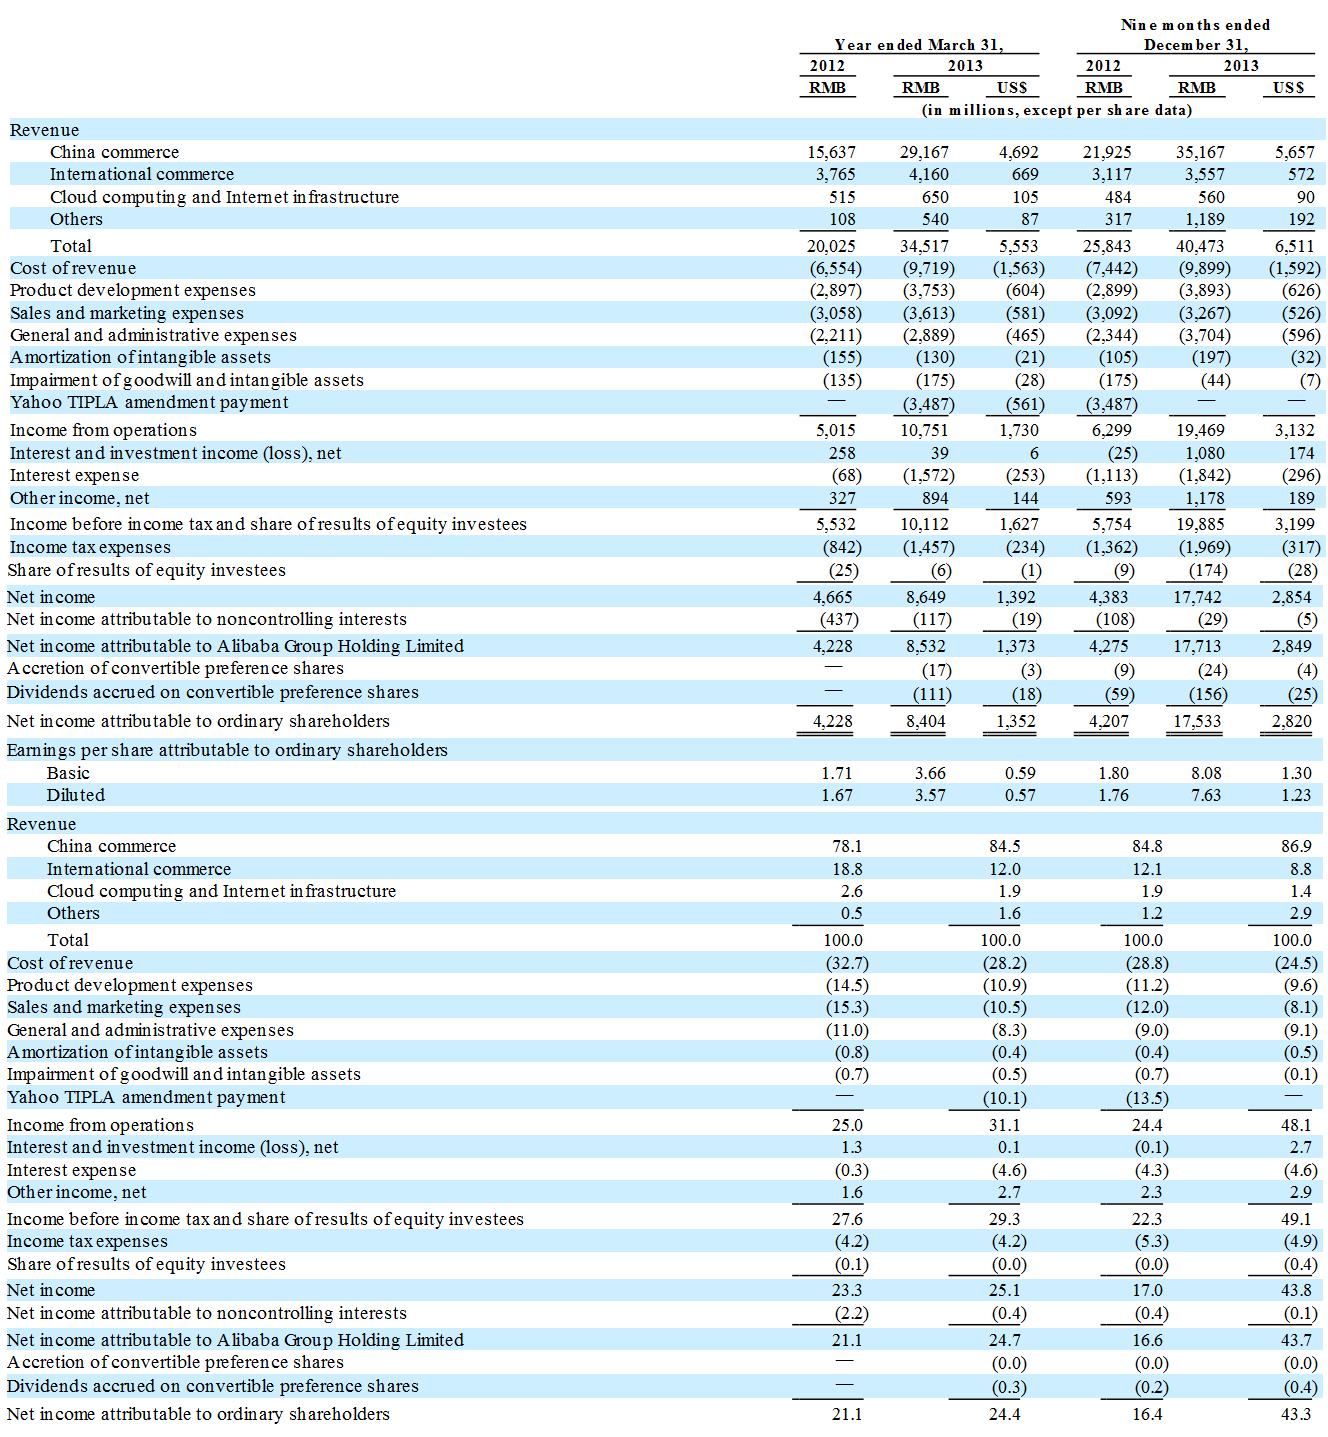 Nine months ended
Year ended March 31, December 31,
2012 2013 2012 2013
RMB RMB US$ RMB RMB US$
(in millions, except per share data)
Revenue
China commerce 15,637 29,167 4,692 21,925 35,167 5,657
International commerce 3,765 4,160 669 3,117 3,557 572
Cloud computing and Internet infrastructure 515 650 105 484 560 90
Others 108 540 87 317 1,189 192
Total 20,025 34,517 5,553 25,843 40,473 6,511
Cost of revenue (6,554) (9,719) (1,563) (7,442) (9,899) (1,592)
Product development expenses (2,897) (3,753) (604) (2,899) (3,893) (626)
Sales and marketing expenses (3,058) (3,613) (581) (3,092) (3,267) (526)
General and administrative expenses (2,211) (2,889) (465) (2,344) (3,704) (596)
Amortization of intangible assets (155) (130) (21) (105) (197) (32)
Impairment of goodwill and intangible assets (135) (175) (28) (175) (44) (7)
Yahoo TIPLA amendment payment — (3,487) (561) (3,487) — —
Income from operations 5,015 10,751 1,730 6,299 19,469 3,132
Interest and investment income (loss), net 258 39 6 (25) 1,080 174
Interest expense (68) (1,572) (253) (1,113) (1,842) (296)
Other income, net 327 894 144 593 1,178 189
Income before income tax and share of results of equity investees 5,532 10,112 1,627 5,754 19,885 3,199
Income tax expenses (842) (1,457) (234) (1,362) (1,969) (317)
Share of results of equity investees (25) (6) (1) (9) (174) (28)
Net income 4,665 8,649 1,392 4,383 17,742 2,854
Net income attributable to noncontrolling interests (437) (117) (19) (108) (29) (5)
Net income attributable to Alibaba Group Holding Limited 4,228 8,532 1,373 4,275 17,713 2,849
Accretion of convertible preference shares — (17) (3) (9) (24) (4)
Dividends accrued on convertible preference shares — (111) (18) (59) (156) (25)
Net income attributable to ordinary shareholders 4,228 8,404 1,352 4,207 17,533 2,820
Earnings per share attributable to ordinary shareholders
Basic 1.71 3.66 0.59 1.80 8.08 1.30
Diluted 1.67 3.57 0.57 1.76 7.63 1.23
Revenue
China commerce 78.1 84.5 84.8 86.9
International commerce 18.8 12.0 12.1 8.8
Cloud computing and Internet infrastructure 2.6 1.9 1.9 1.4
Others 0.5 1.6 1.2 2.9
Total 100.0 100.0 100.0 100.0
Cost of revenue (32.7) (28.2) (28.8) (24.5)
Product development expenses (14.5) (10.9) (11.2) (9.6)
Sales and marketing expenses (15.3) (10.5) (12.0) (8.1)
General and administrative expenses (11.0) (8.3) (9.0) (9.1)
Amortization of intangible assets (0.8) (0.4) (0.4) (0.5)
Impairment of goodwill and intangible assets (0.7) (0.5) (0.7) (0.1)
Yahoo TIPLA amendment payment — (10.1) (13.5) —
Income from operations 25.0 31.1 24.4 48.1
Interest and investment income (loss), net 1.3 0.1 (0.1) 2.7
Interest expense (0.3) (4.6) (4.3) (4.6)
Other income, net 1.6 2.7 2.3 2.9
Income before income tax and share of results of equity investees 27.6 29.3 22.3 49.1
Income tax expenses (4.2) (4.2) (5.3) (4.9)
Share of results of equity investees (0.1) (0.0) (0.0) (0.4)
Net income 23.3 25.1 17.0 43.8
Net income attributable to noncontrolling interests (2.2) (0.4) (0.4) (0.1)
Net income attributable to Alibaba Group Holding Limited 21.1 24.7 16.6 43.7
Accretion of convertible preference shares — (0.0) (0.0) (0.0)
Dividends accrued on convertible preference shares — (0.3) (0.2) (0.4)
Net income attributable to ordinary shareholders 21.1 24.4 16.4 43.3